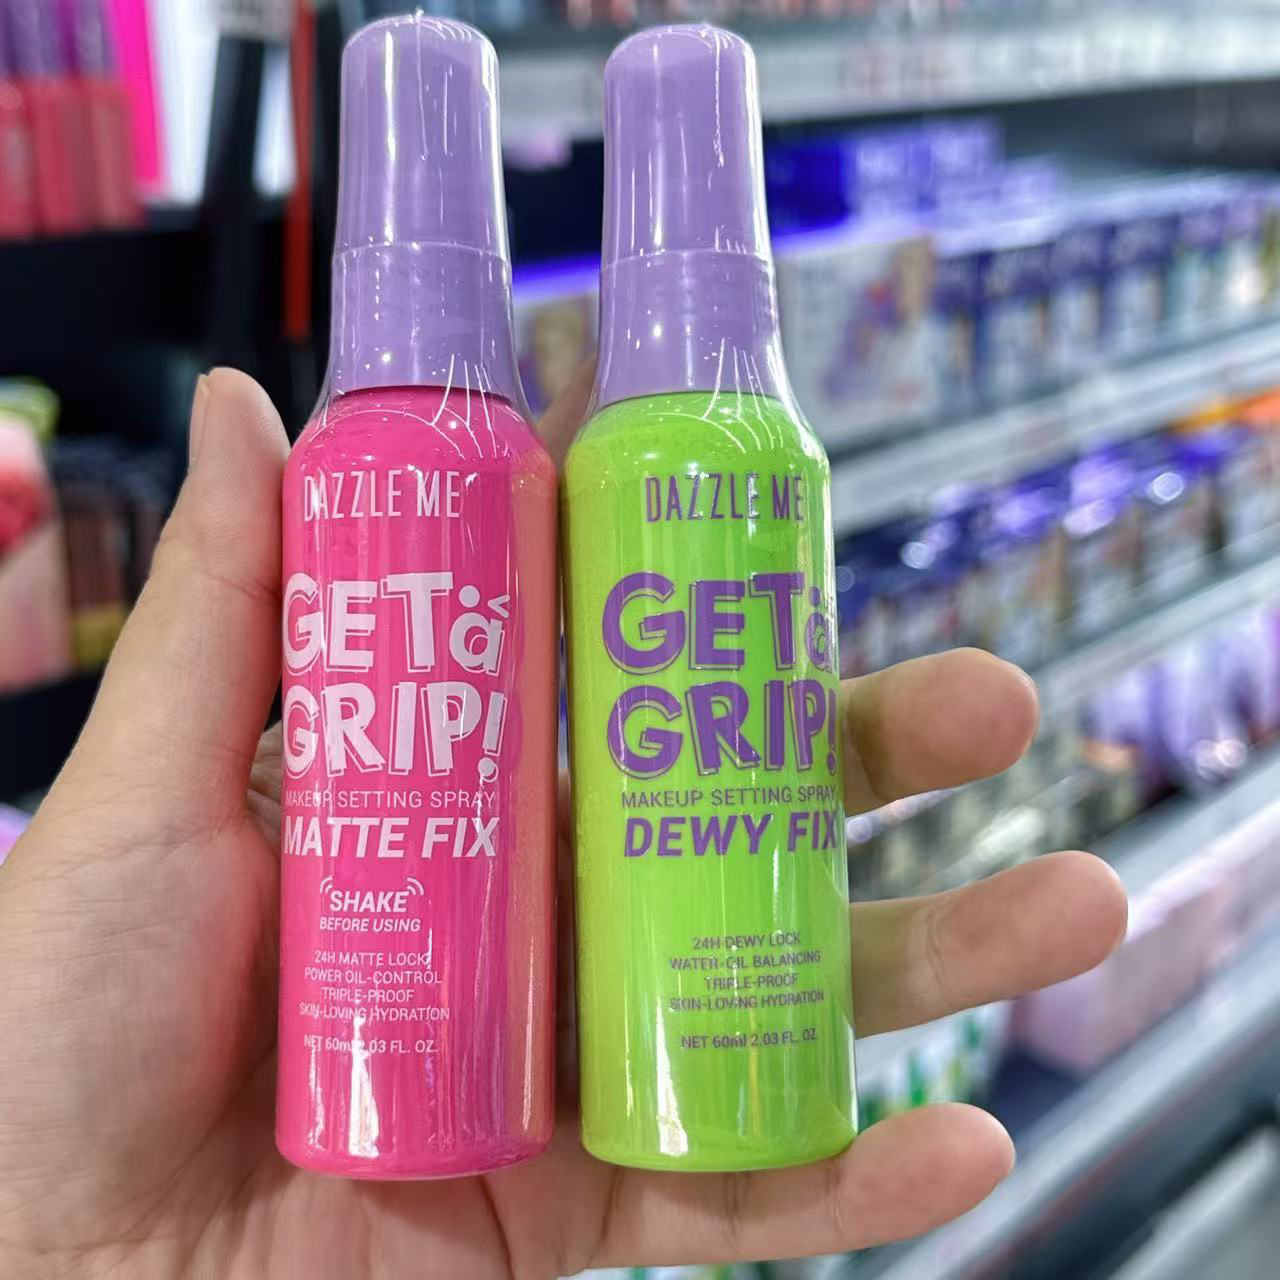 DAZZLE ME
GET a
GRIP!
MAKEUP SETTING SPRAY
MATTE FIX
SHAKE
BEFORE USING
24H MATTE LOCK
POWER OIL-CONTROL
TRIPLE-PROOF
SKIN-LOVING HYDRATION
NET 60ml 2.03 FL. OZ.
DAZZLE ME
GET a
GRIP!
MAKEUP SETTING SPRAY
DEWY FIX
24H DEWY LOCK
WATER-OIL BALANCING
TRIPLE-PROOF
SKIN-LOVING HYDRATION
NET 60ml 2.03 FL. OZ